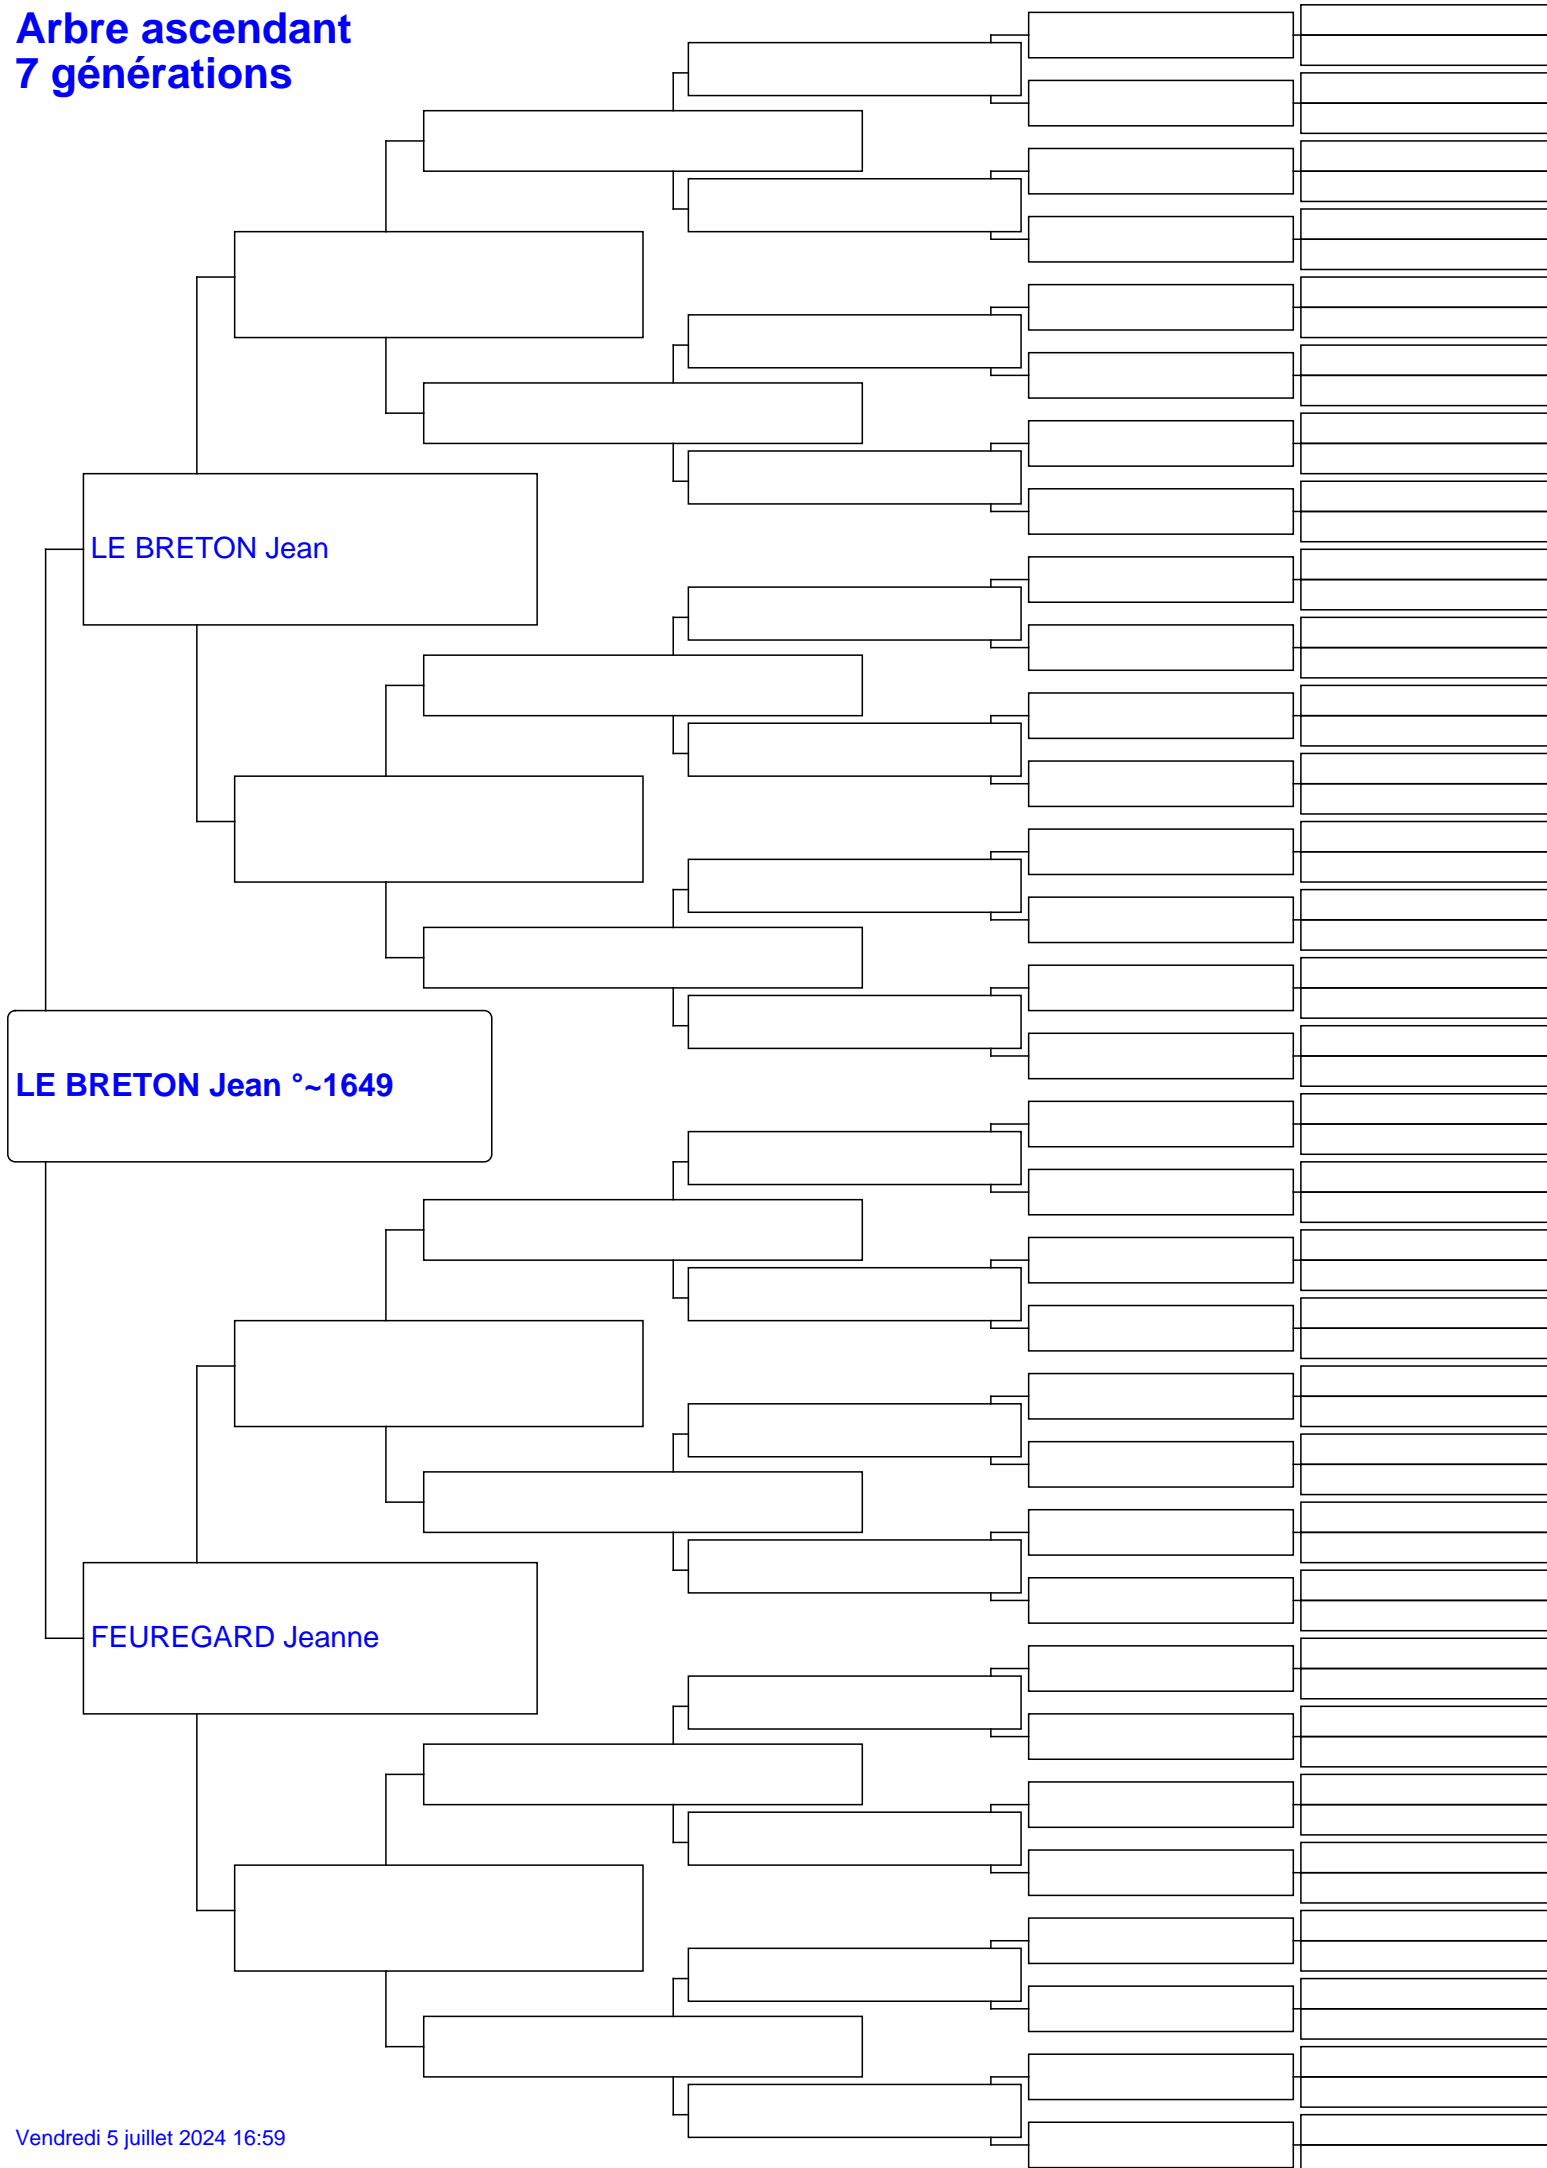 Arbre ascendant
7 générations
LE BRETON Jean
LE BRETON Jean °~1649
FEUREGARD Jeanne
Vendredi 5 juillet 2024 16:59